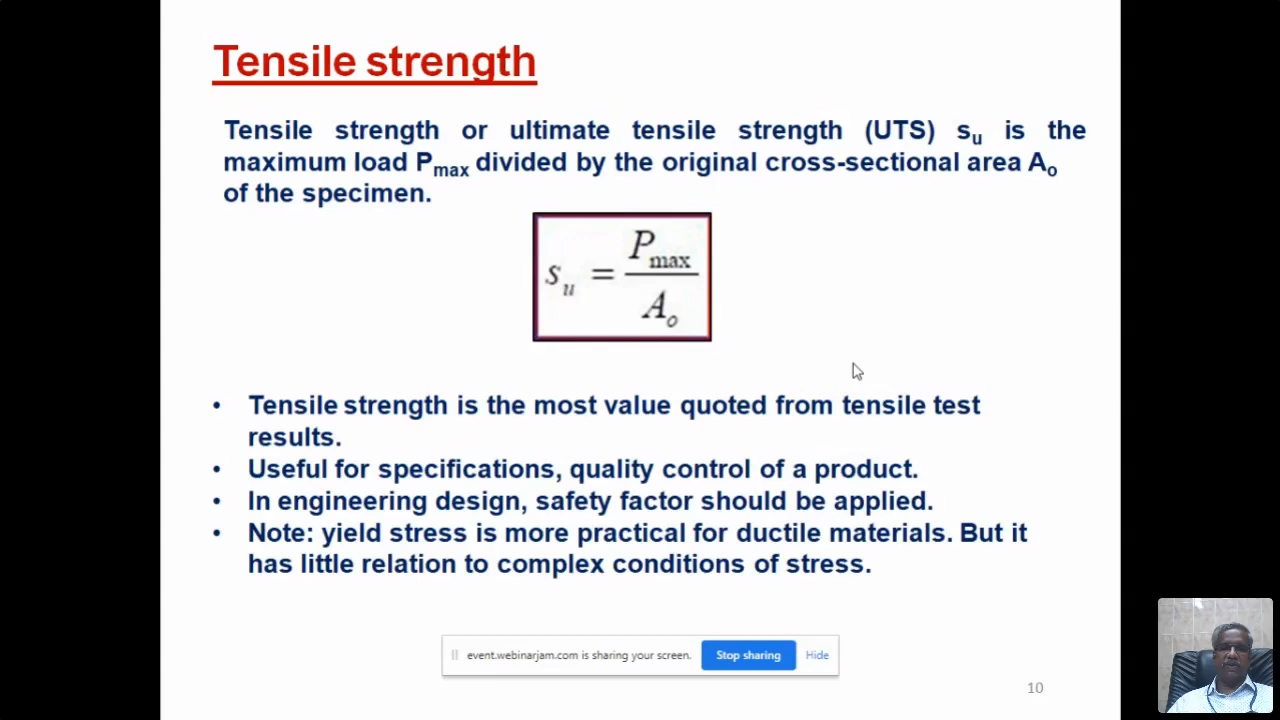 Tensile strength
Tensile strength or ultimate tensile strength (UTS) su is the
maximum load Pmax divided by the original cross-sectional area Ao
of the specimen.
su = Pmax / Ao
• Tensile strength is the most value quoted from tensile test
results.
• Useful for specifications, quality control of a product.
• In engineering design, safety factor should be applied.
• Note: yield stress is more practical for ductile materials. But it
has little relation to complex conditions of stress.
event.webinarjam.com is sharing your screen. Stop sharing Hide
10